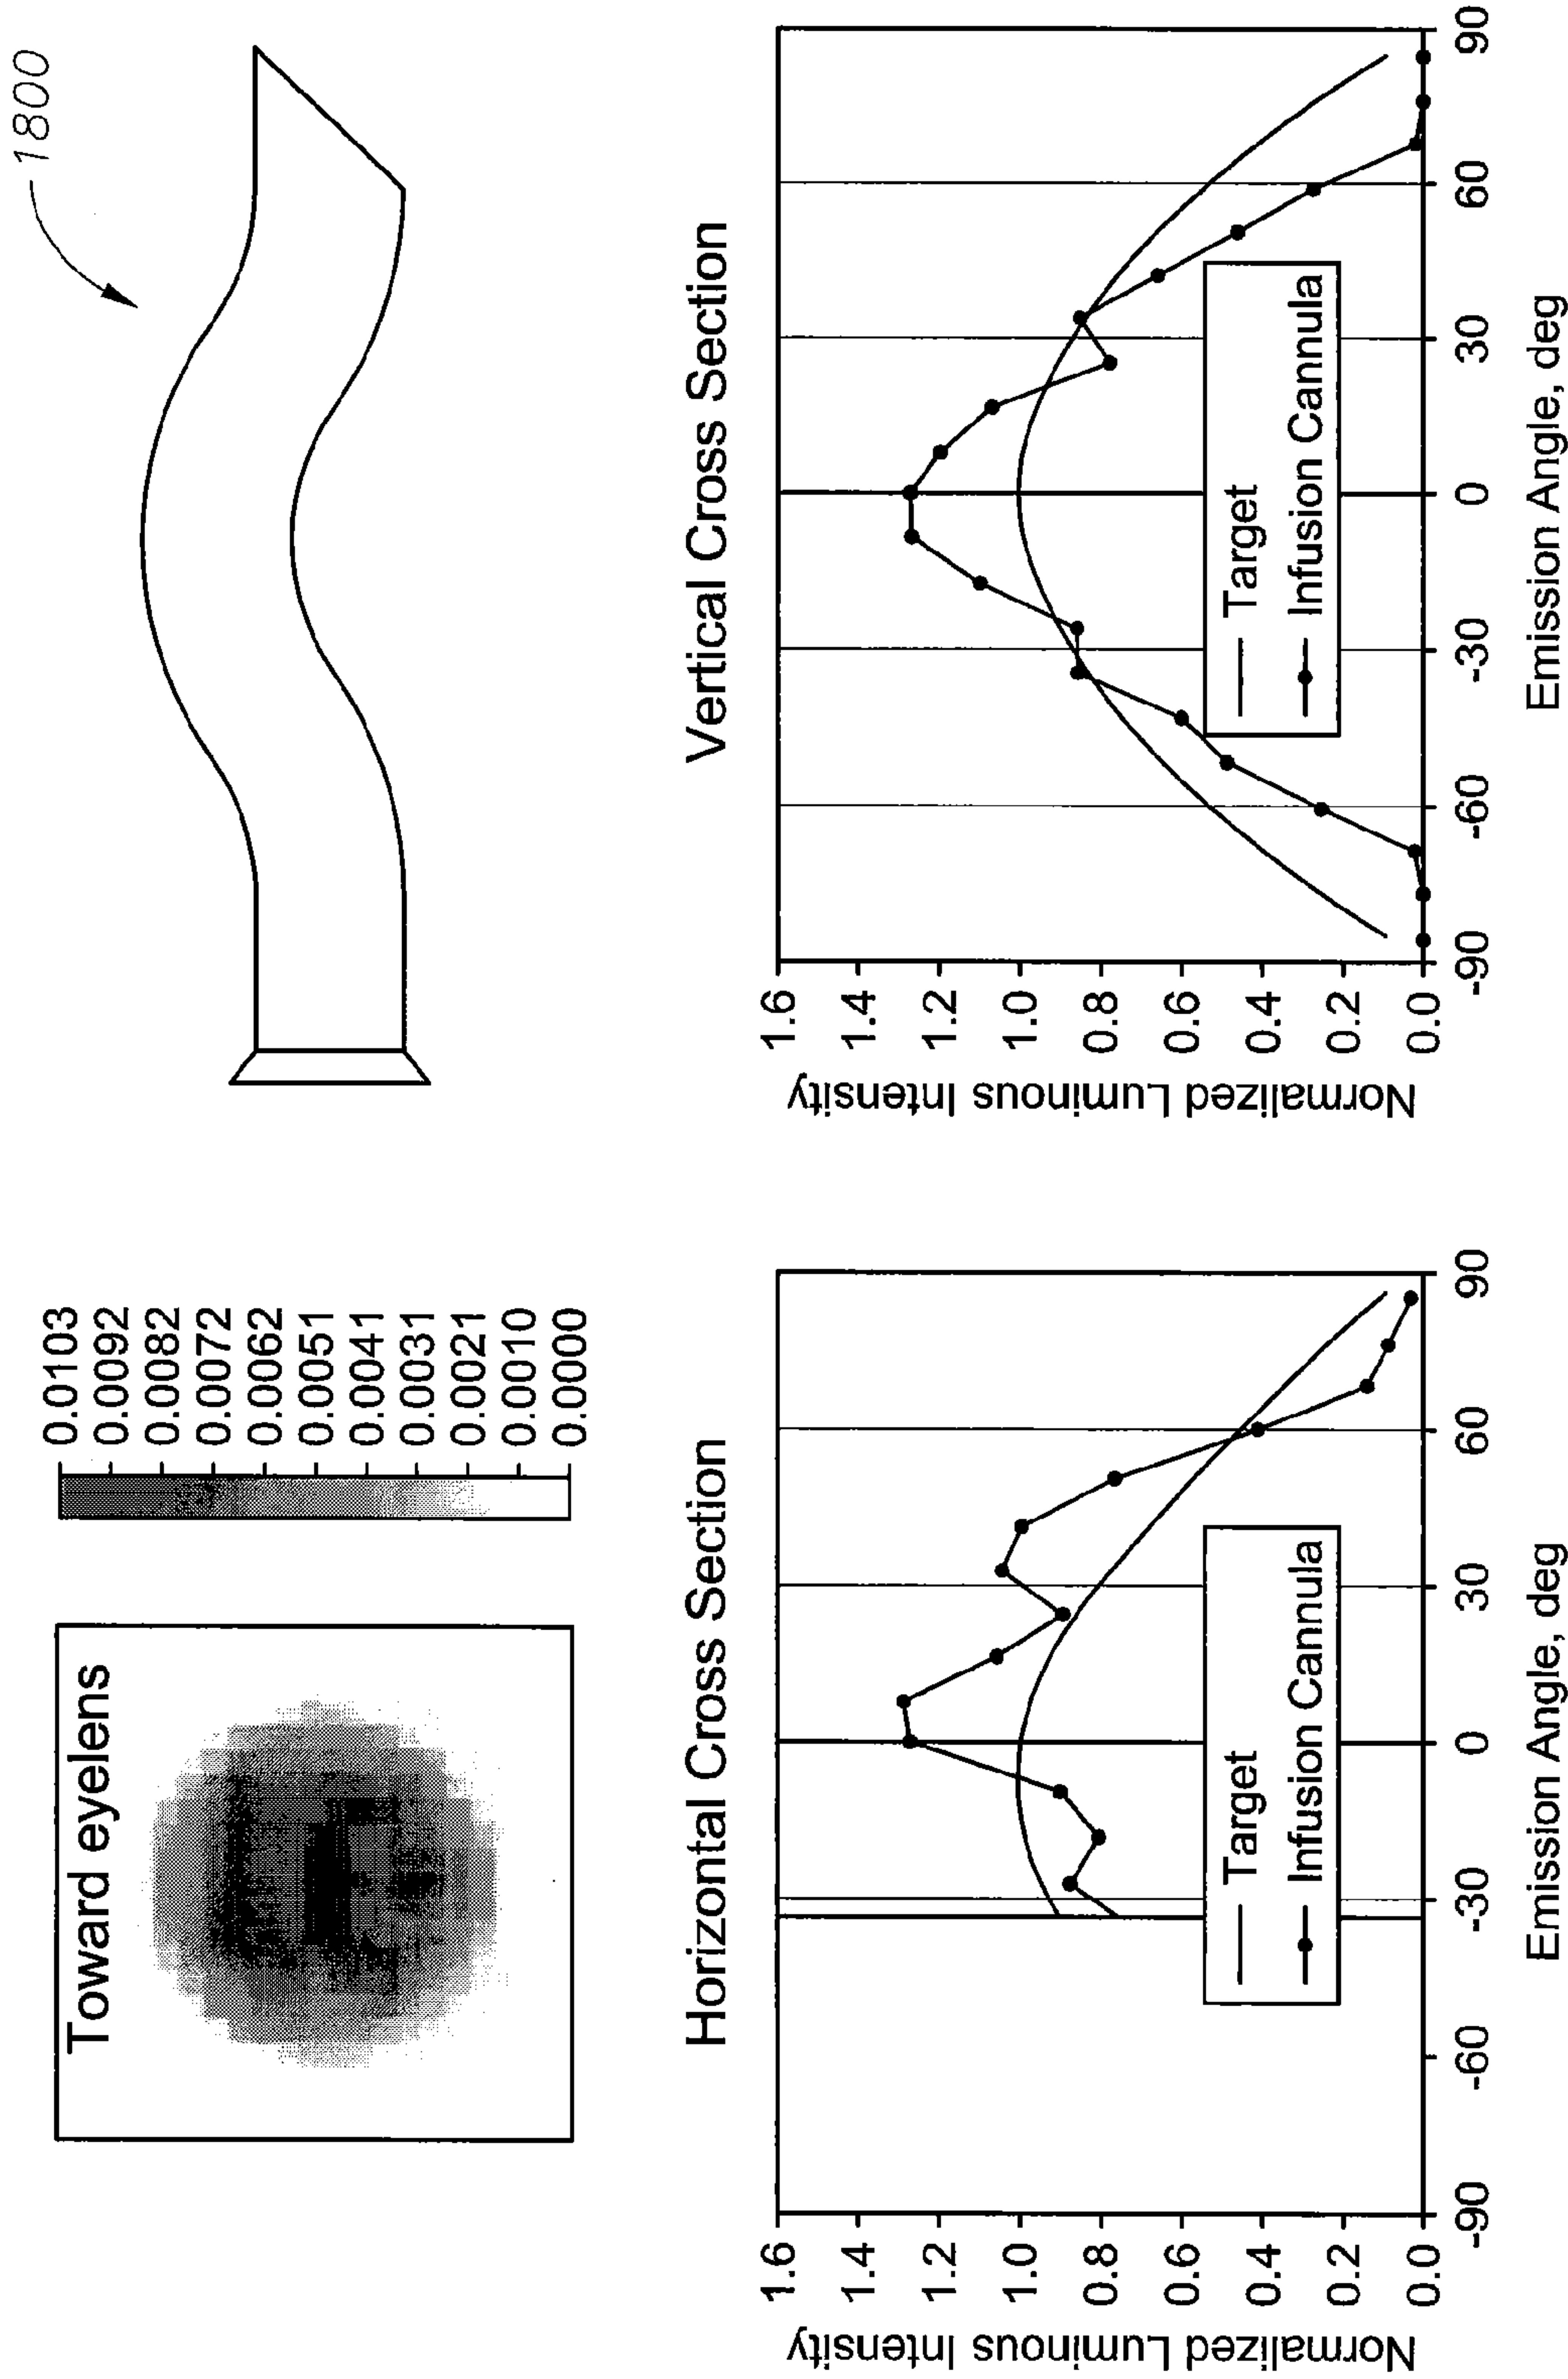 Toward eyelens
0.0103
0.0092
0.0082
0.0072
0.0062
0.0051
0.0041
0.0031
0.0021
0.0010
0.0000
1800
Horizontal Cross Section
Normalized Luminous Intensity
1.6
1.4
1.2
1.0
0.8
0.6
0.4
0.2
0.0
Target
Infusion Cannula
-90 -60 -30 0 30 60 90
Emission Angle, deg
Vertical Cross Section
Normalized Luminous Intensity
1.6
1.4
1.2
1.0
0.8
0.6
0.4
0.2
0.0
Target
Infusion Cannula
-90 -60 -30 0 30 60 90
Emission Angle, deg